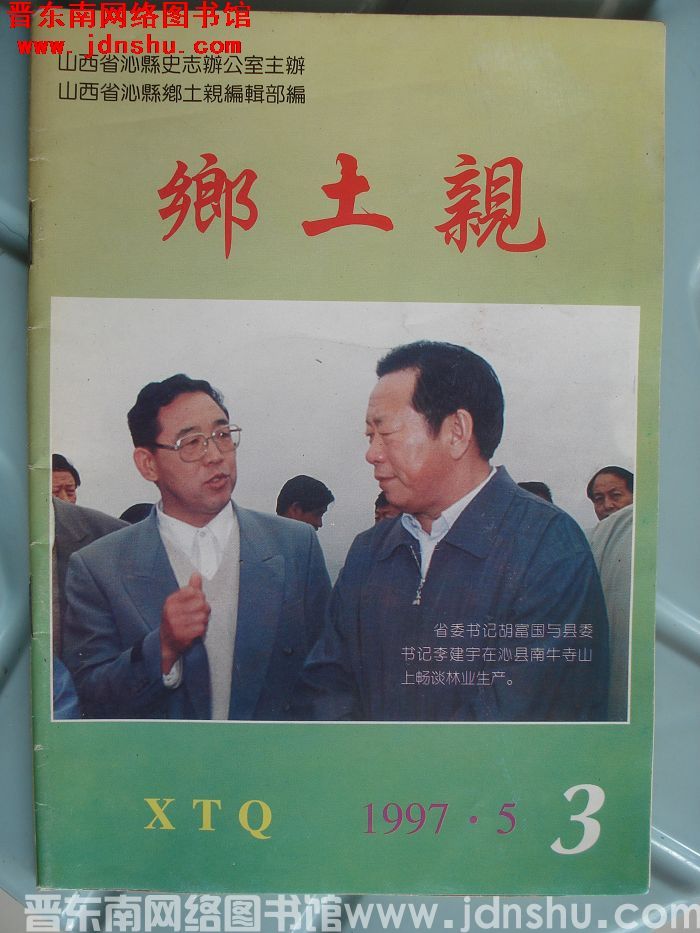 晋东南网络图书馆
www.jdnshu.com
山西省沁縣史志辦公室主辦
山西省沁縣鄉土親編輯部編
鄉土親
省委书记胡富国与县委
书记李建宇在沁县南牛寺山
上畅谈林业生产。
XTQ 1997·5 3
晋东南网络图书馆 www.jdnshu.com